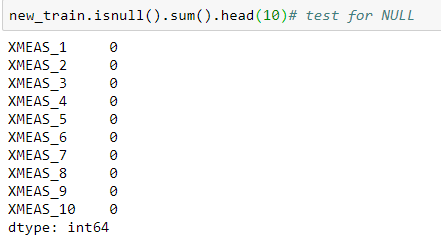 new_train.isnull().sum().head(10)# test for NULL
XMEAS_1 0
XMEAS_2 0
XMEAS_3 0
XMEAS_4 0
XMEAS_5 0
XMEAS_6 0
XMEAS_7 0
XMEAS_8 0
XMEAS_9 0
XMEAS_10 0
dtype: int64